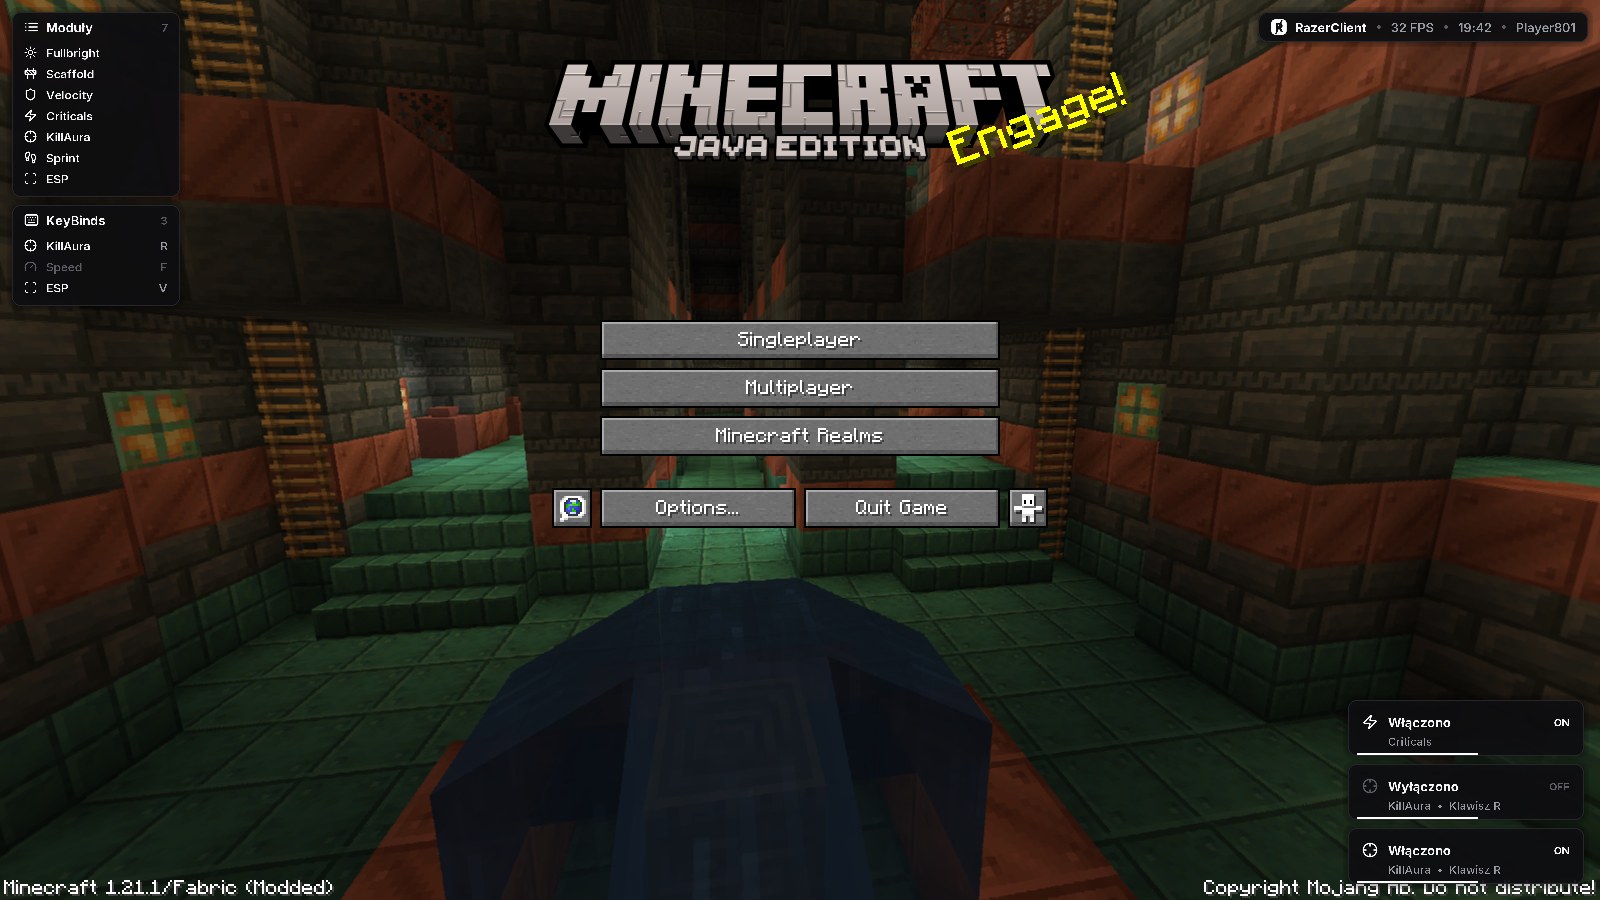 Moduly 7
Fullbright
Scaffold
Velocity
Criticals
KillAura
Sprint
ESP
KeyBinds 3
KillAura R
Speed F
ESP V
RazerClient • 32 FPS • 19:42 • Player801
MINECRAFT
JAVA EDITION
Engage!
Singleplayer
Multiplayer
Minecraft Realms
Options...
Quit Game
Włączono ON
Criticals
Wyłączono OFF
KillAura • Klawisz R
Włączono ON
KillAura • Klawisz R
Minecraft 1.21.1/Fabric (Modded)
Copyright Mojang AB. Do not distribute!